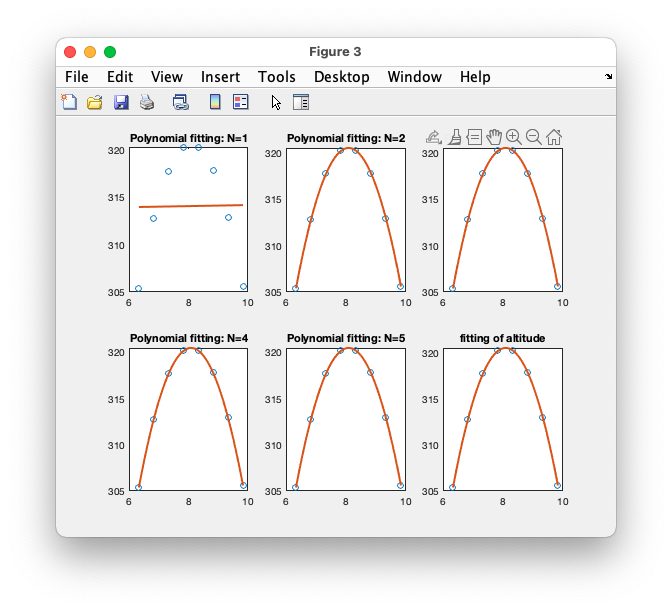 Figure 3
File Edit View Insert Tools Desktop Window Help
Polynomial fitting: N=1
320
315
310
305
6 8 10
Polynomial fitting: N=2
320
315
310
305
6 8 10
320
315
310
305
6 8 10
Polynomial fitting: N=4
320
315
310
305
6 8 10
Polynomial fitting: N=5
320
315
310
305
6 8 10
fitting of altitude
320
315
310
305
6 8 10